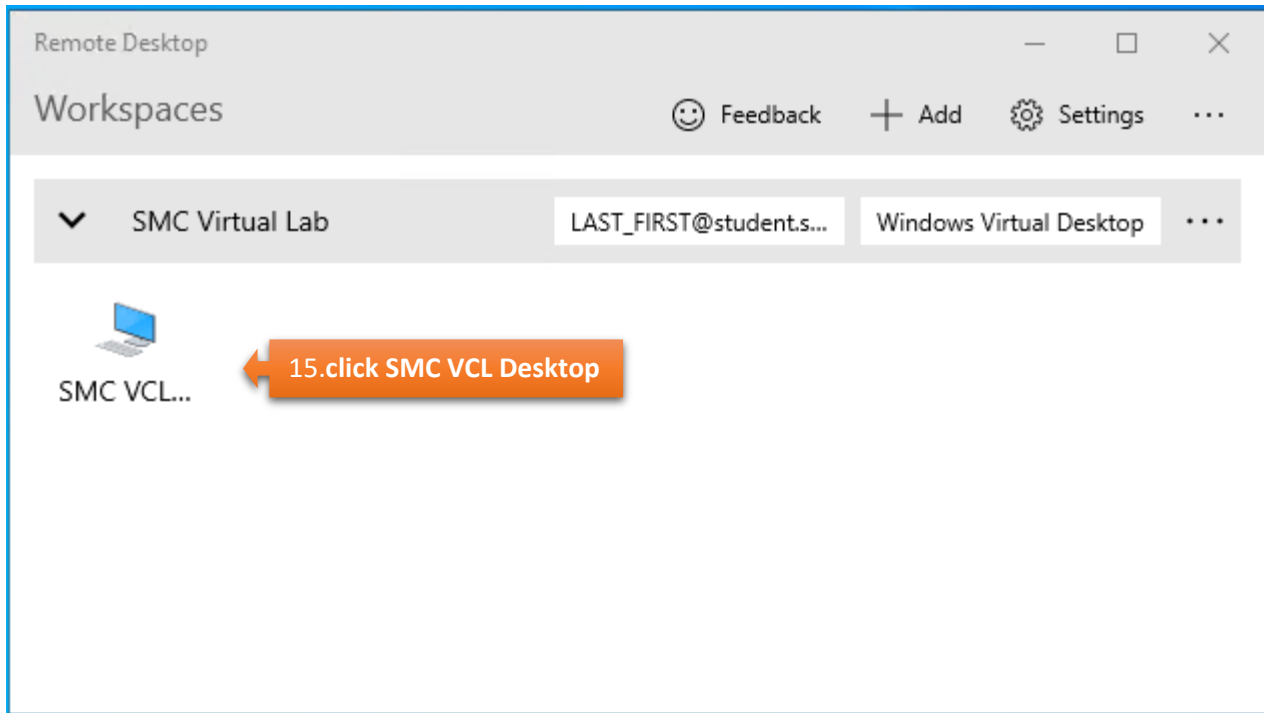 Remote Desktop
Workspaces
Feedback
Add
Settings
...
SMC Virtual Lab
LAST_FIRST@student.s...
Windows Virtual Desktop
...
15.click SMC VCL Desktop
SMC VCL...